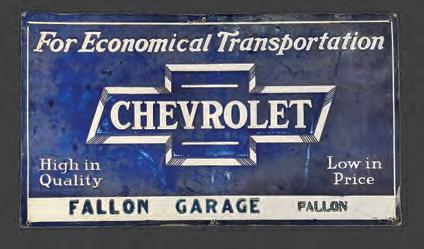 For Economical Transportation
CHEVROLET
High in
Quality
Low in
Price
FALLON GARAGE FALLON